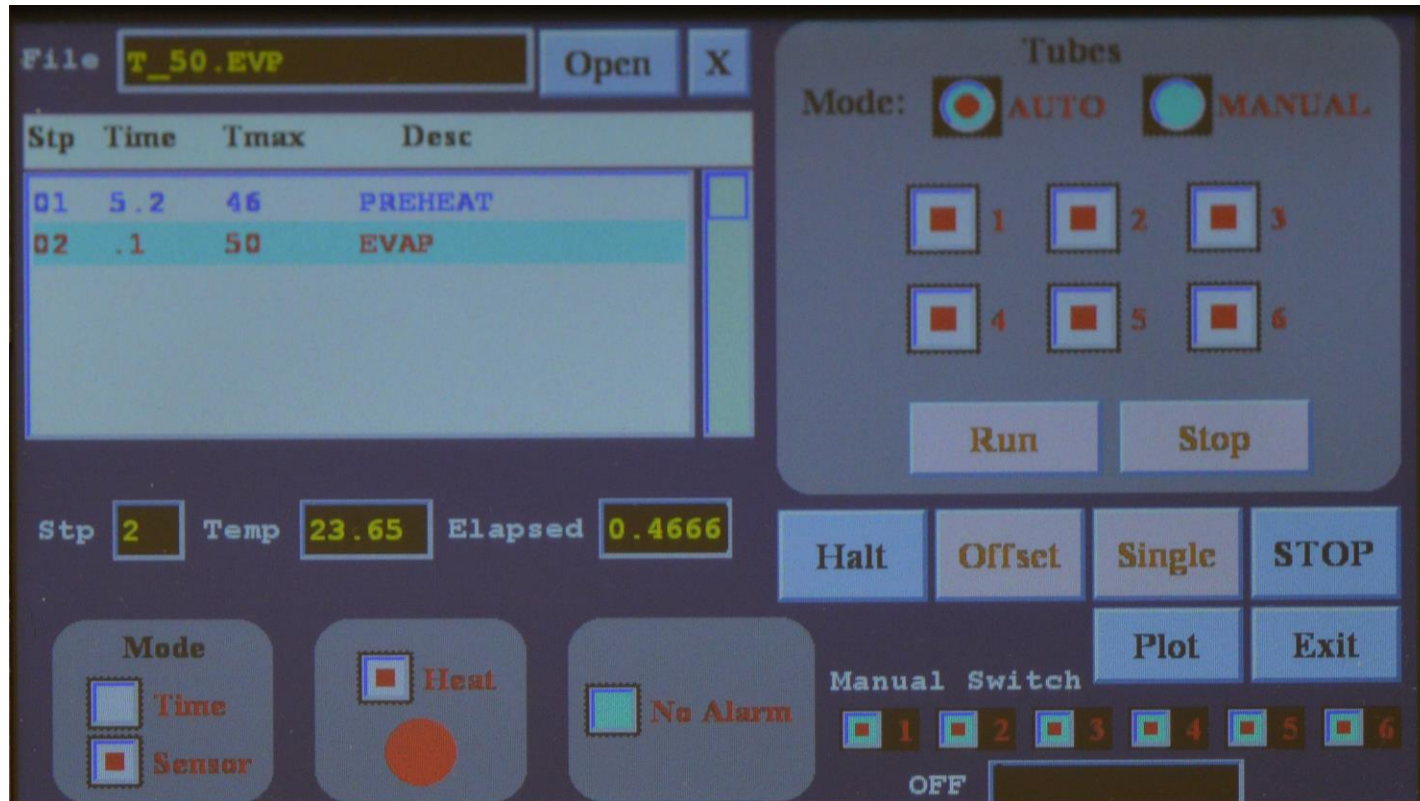 File T_50.EVP Open X
Stp Time Tmax Desc
01 5.2 46 PREHEAT
02 .1 50 EVAP
Stp 2 Temp 23.65 Elapsed 0.4666
Tubes
Mode: AUTO MANUAL
1 2 3
4 5 6
Run Stop
Halt Offset Single STOP
Plot Exit
Mode
Time
Sensor
Heat
No Alarm
Manual Switch
1 2 3 4 5 6
OFF